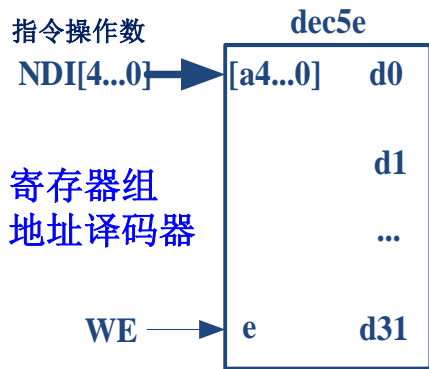 指令操作数
dec5e
NDI[4...0]
[a4...0]
d0
d1
寄存器组
地址译码器
...
WE
e
d31